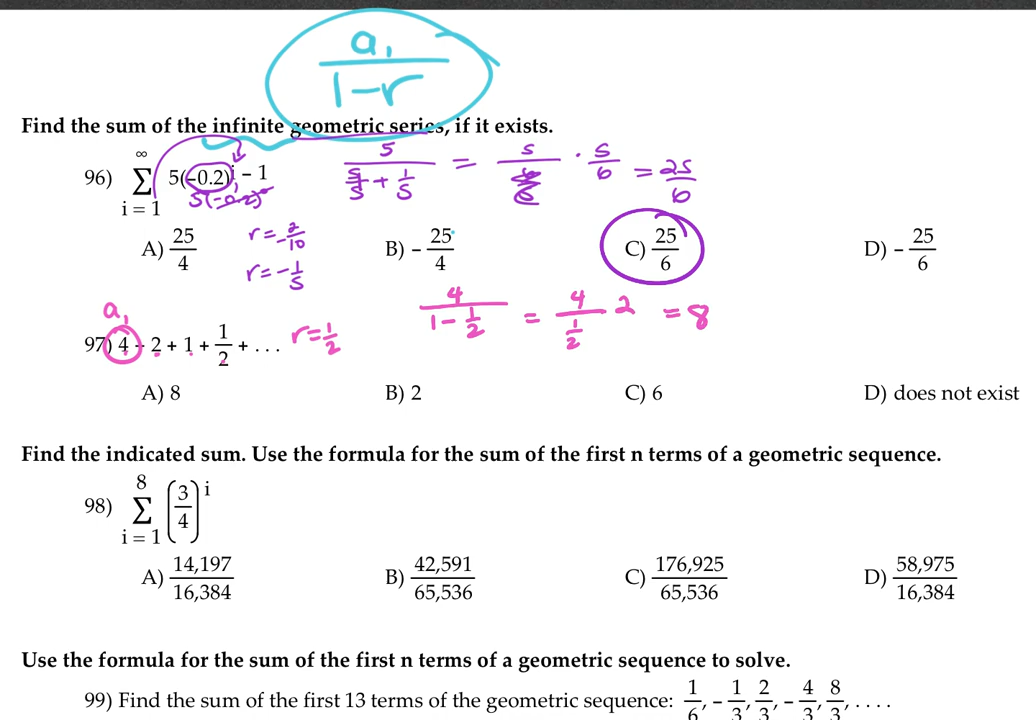 a₁
1-r
Find the sum of the infinite geometric series, if it exists.
96) ∞ Σ i = 1 5(-0.2)^i - 1
5(-0.2)⁰
5 / (5/5 + 1/5) = 5 / (6/5) · 5/6 = 25/6
A) 25/4 B) - 25/4 C) 25/6 D) - 25/6
r = -2/10
r = -1/5
a₁
97) 4 + 2 + 1 + 1/2 + . . . r = 1/2
4 / (1 - 1/2) = 4 / (1/2) 2 = 8
A) 8 B) 2 C) 6 D) does not exist
Find the indicated sum. Use the formula for the sum of the first n terms of a geometric sequence.
98) 8 Σ i = 1 (3/4)^i
A) 14,197/16,384 B) 42,591/65,536 C) 176,925/65,536 D) 58,975/16,384
Use the formula for the sum of the first n terms of a geometric sequence to solve.
99) Find the sum of the first 13 terms of the geometric sequence: 1/6, - 1/3, 2/3, - 4/3, 8/3, . . . .